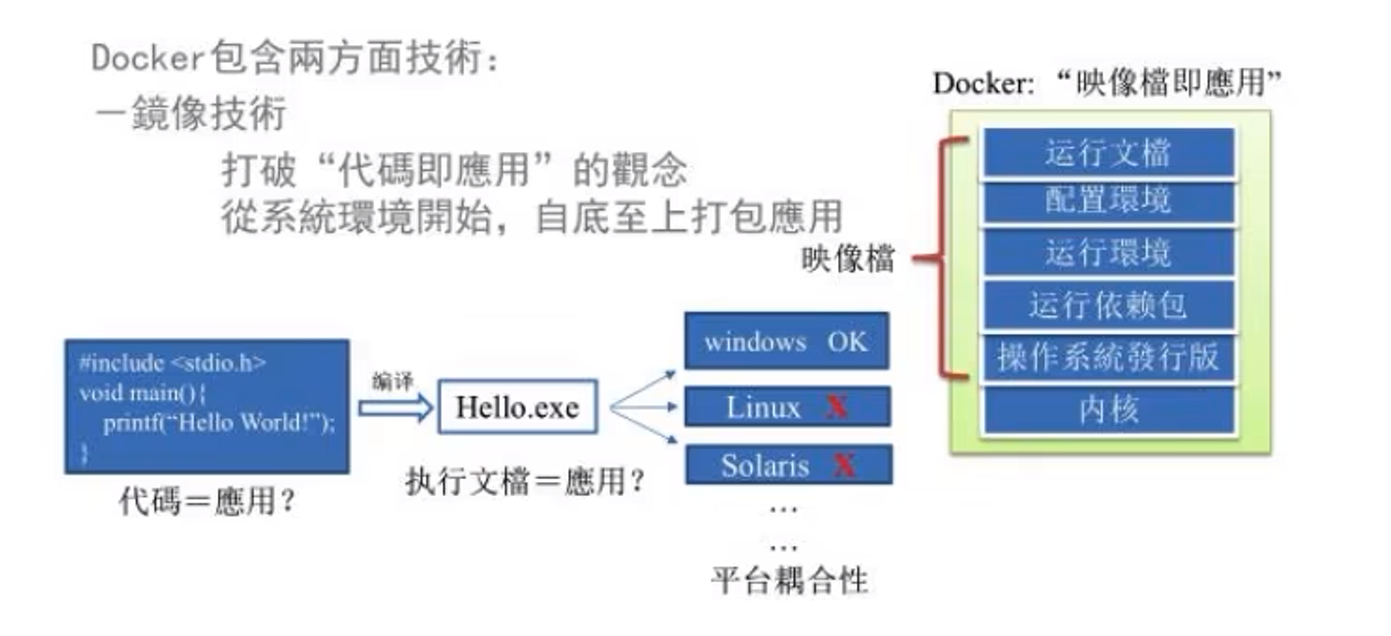 Docker包含兩方面技術：
－鏡像技術
打破“代碼即應用”的觀念
從系統環境開始，自底至上打包應用
Docker: “映像檔即應用”
映像檔
运行文檔
配置環境
运行環境
运行依赖包
操作系統發行版
内核
#include <stdio.h>
void main(){
printf(“Hello World!”);
}
代碼＝應用？
编译
Hello.exe
执行文檔＝應用？
windows OK
Linux X
Solaris X
…
…
平台耦合性